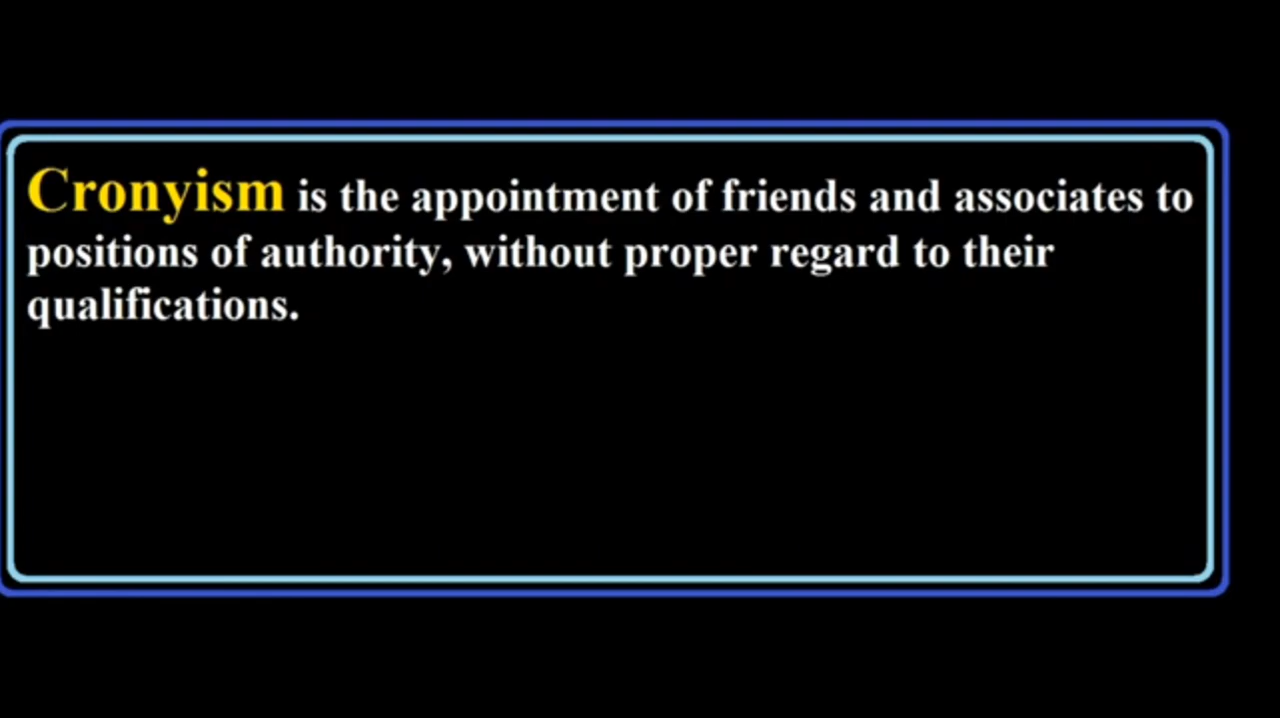 Cronyism is the appointment of friends and associates to
positions of authority, without proper regard to their
qualifications.